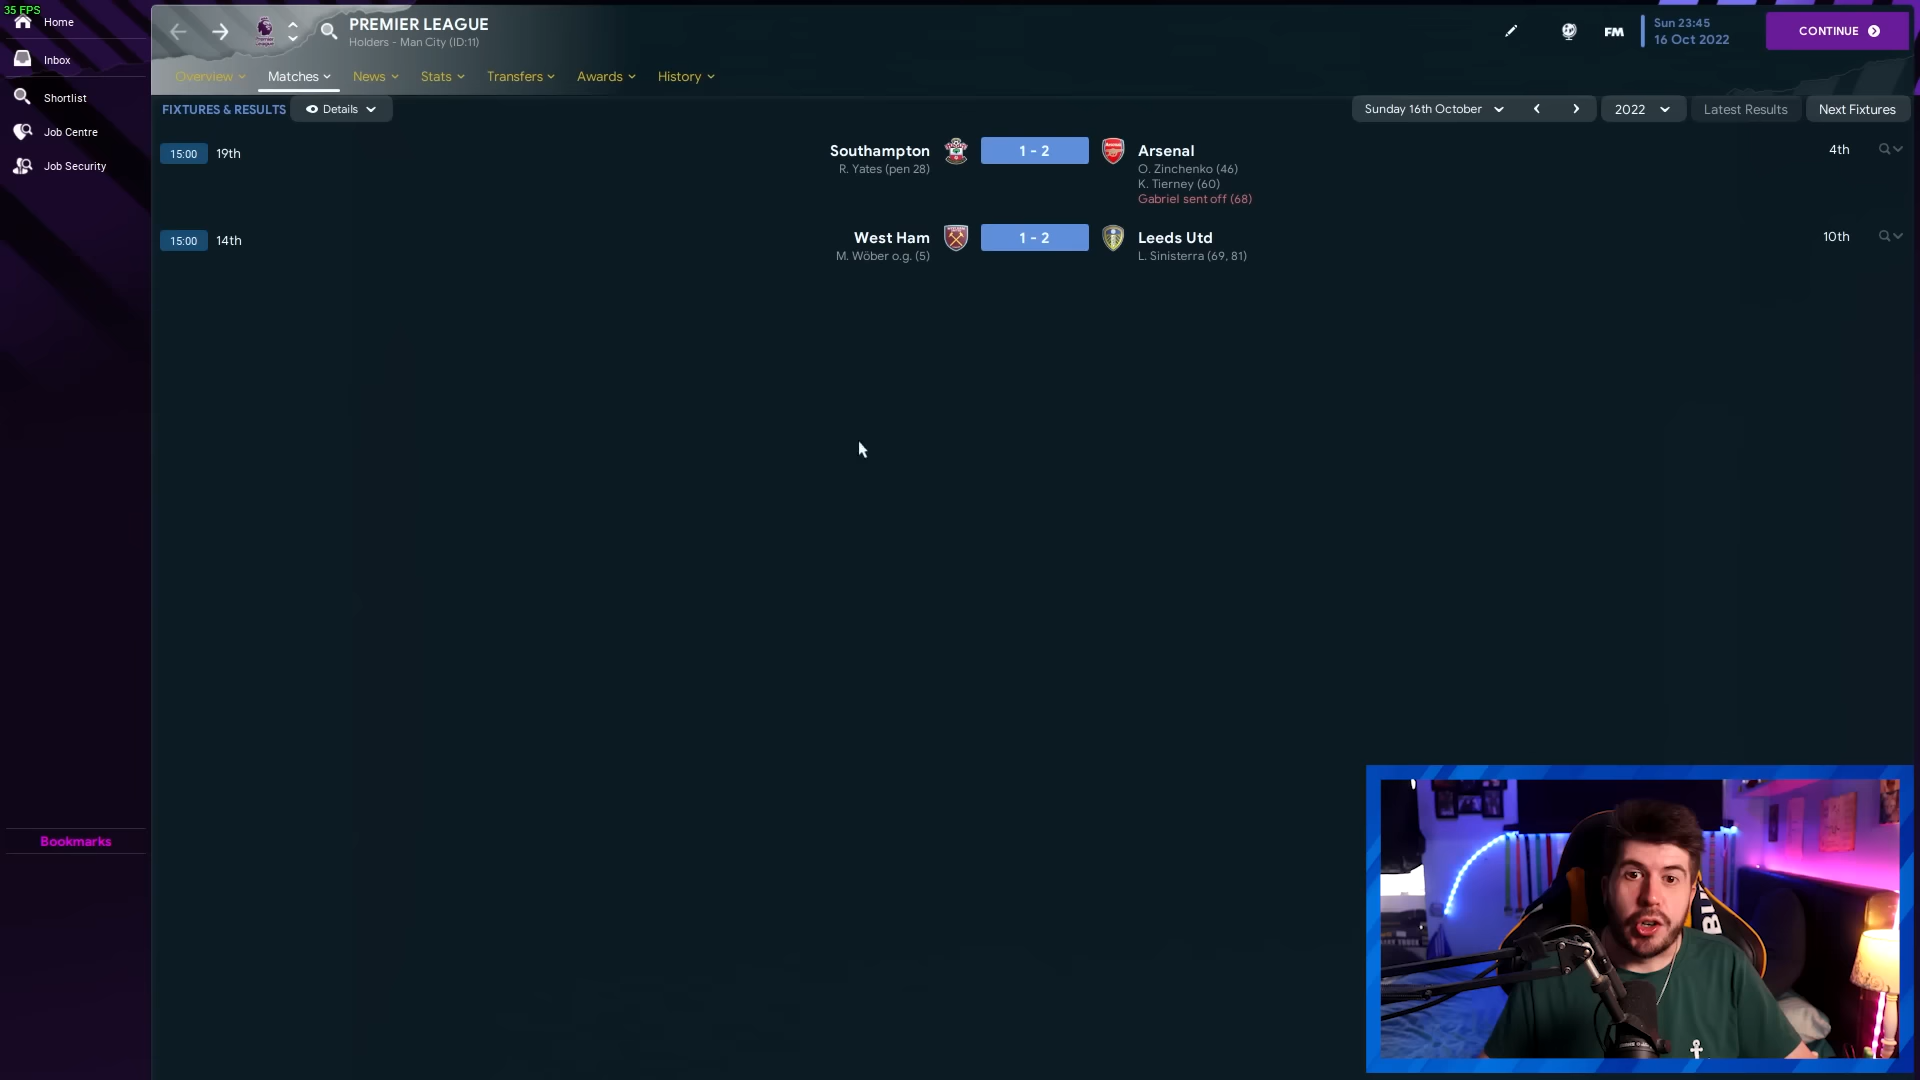 35 FPS
Home
Inbox
Shortlist
Job Centre
Job Security
Bookmarks
PREMIER LEAGUE
Holders - Man City (ID:11)
FM
Sun 23:45
16 Oct 2022
CONTINUE
Overview
Matches
News
Stats
Transfers
Awards
History
FIXTURES & RESULTS
Details
Sunday 16th October
2022
Latest Results
Next Fixtures
15:00 19th Southampton 1 - 2 Arsenal 4th
R. Yates (pen 28)
O. Zinchenko (46)
K. Tierney (60)
Gabriel sent off (68)
15:00 14th West Ham 1 - 2 Leeds Utd 10th
M. Wöber o.g. (5)
L. Sinisterra (69, 81)